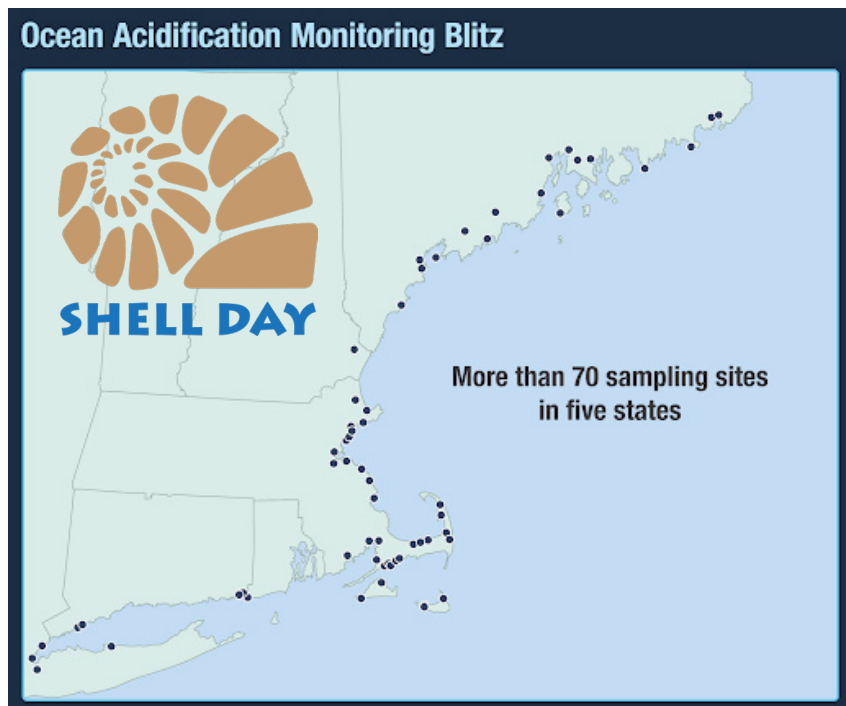 Ocean Acidification Monitoring Blitz
SHELL DAY
More than 70 sampling sites
in five states